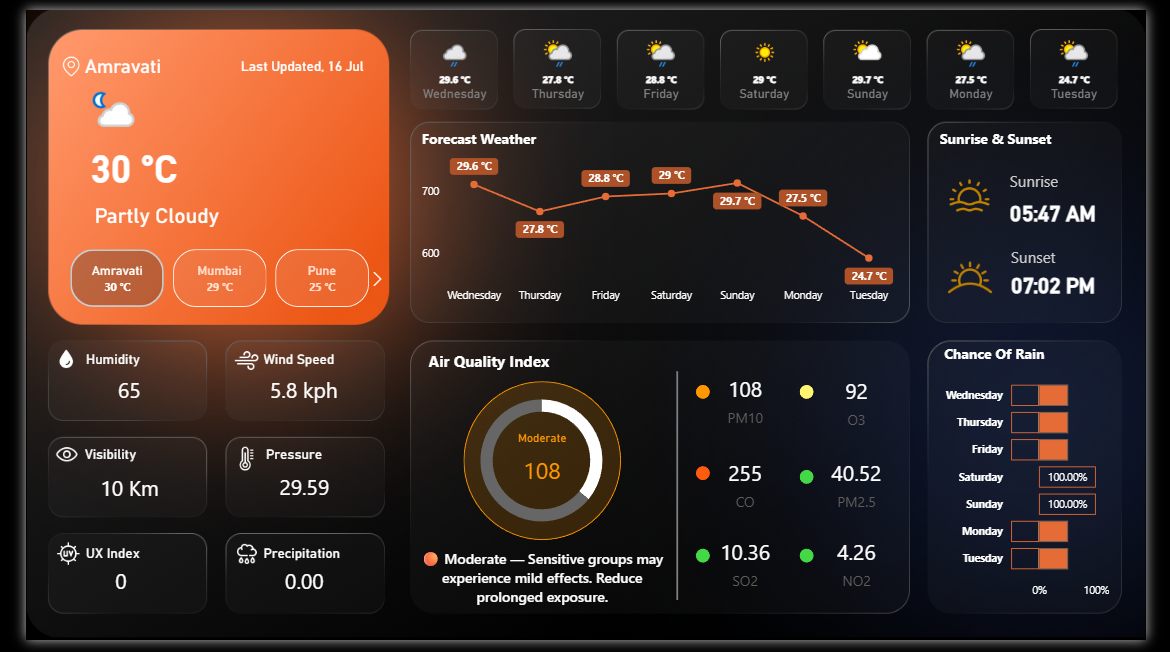 Amravati
Last Updated, 16 Jul
30 °C
Partly Cloudy
Amravati
30 °C
Mumbai
29 °C
Pune
25 °C
29.6 °C
Wednesday
27.8 °C
Thursday
28.8 °C
Friday
29 °C
Saturday
29.7 °C
Sunday
27.5 °C
Monday
24.7 °C
Tuesday
Forecast Weather
700
600
29.6 °C
27.8 °C
28.8 °C
29 °C
29.7 °C
27.5 °C
24.7 °C
Wednesday
Thursday
Friday
Saturday
Sunday
Monday
Tuesday
Sunrise & Sunset
Sunrise
05:47 AM
Sunset
07:02 PM
Humidity
65
Wind Speed
5.8 kph
Visibility
10 Km
Pressure
29.59
UV
UX Index
0
Precipitation
0.00
Air Quality Index
Moderate
108
Moderate — Sensitive groups may
experience mild effects. Reduce
prolonged exposure.
108
PM10
92
O3
255
CO
40.52
PM2.5
10.36
SO2
4.26
NO2
Chance Of Rain
Wednesday
Thursday
Friday
Saturday
100.00%
Sunday
100.00%
Monday
Tuesday
0%
100%